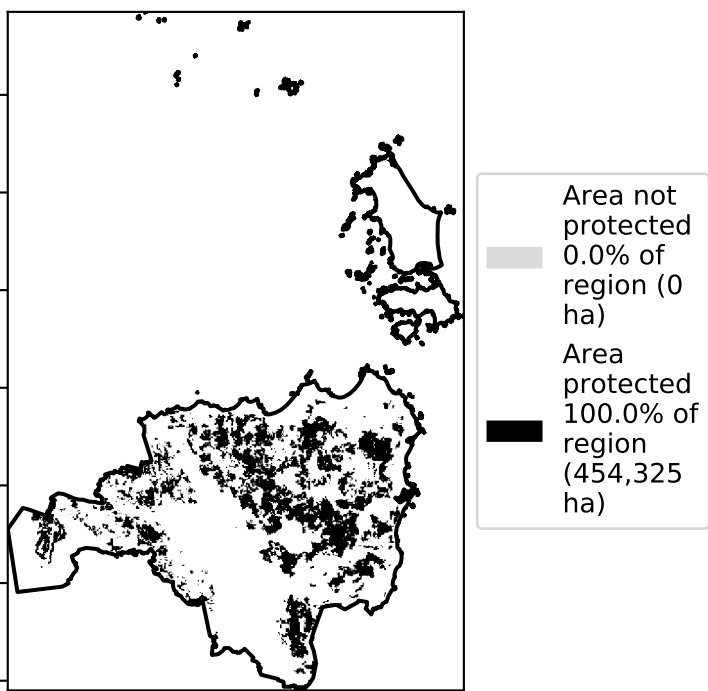 Area not
protected
0.0% of
region (0
ha)
Area
protected
100.0% of
region
(454,325
ha)